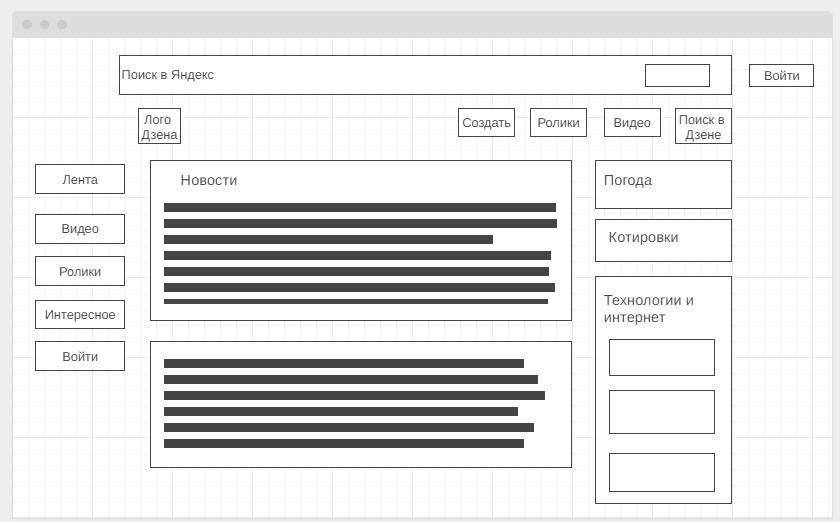 Поиск в Яндекс
Войти
Лого
Дзена
Создать
Ролики
Видео
Поиск в
Дзене
Лента
Видео
Ролики
Интересное
Войти
Новости
Погода
Котировки
Технологии и
интернет